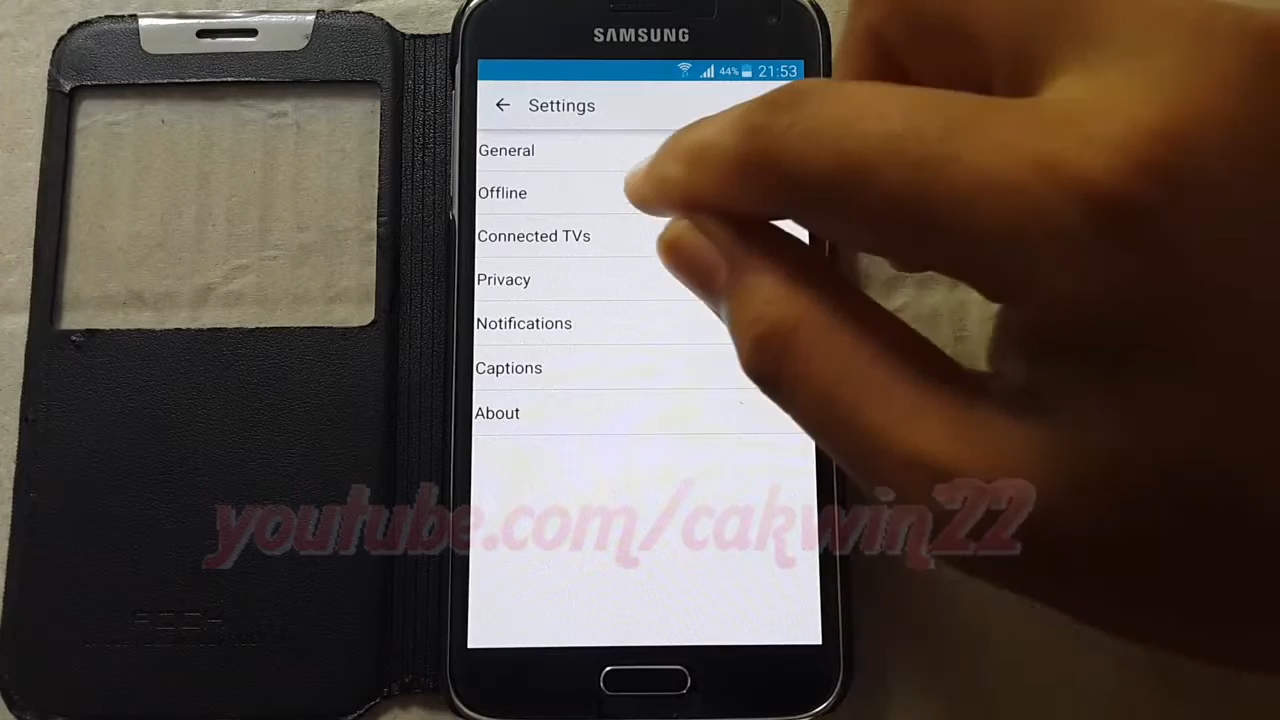 SAMSUNG
44% 21:53
Settings
General
Offline
Connected TVs
Privacy
Notifications
Captions
About
youtube.com/cakwin22